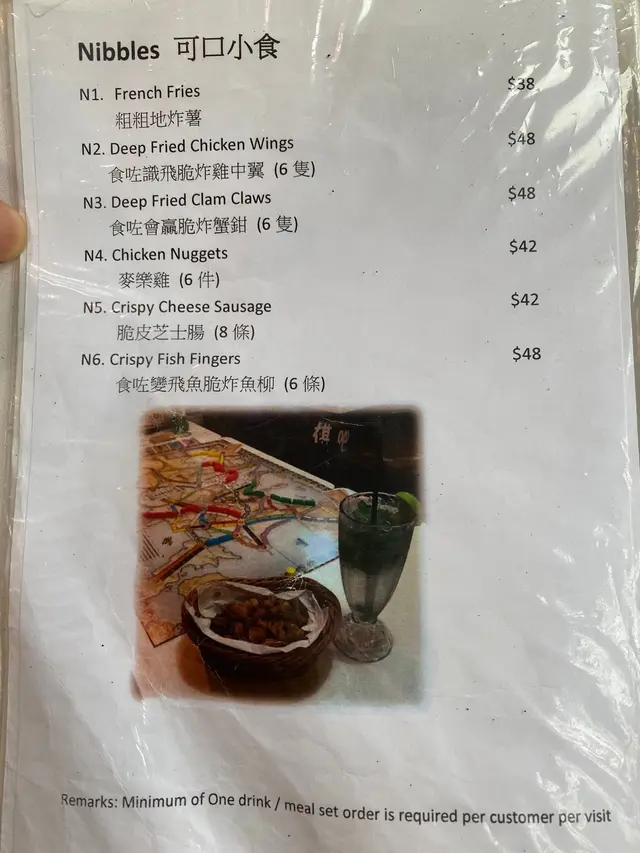 Nibbles 可口小食
N1. French Fries $38
粗粗地炸薯
N2. Deep Fried Chicken Wings $48
食咗識飛脆炸雞中翼 (6 隻)
N3. Deep Fried Clam Claws $48
食咗會贏脆炸蟹鉗 (6 隻)
N4. Chicken Nuggets $42
麥樂雞 (6 件)
N5. Crispy Cheese Sausage $42
脆皮芝士腸 (8 條)
N6. Crispy Fish Fingers $48
食咗變飛魚脆炸魚柳 (6 條)
棋吧
Remarks: Minimum of One drink / meal set order is required per customer per visit